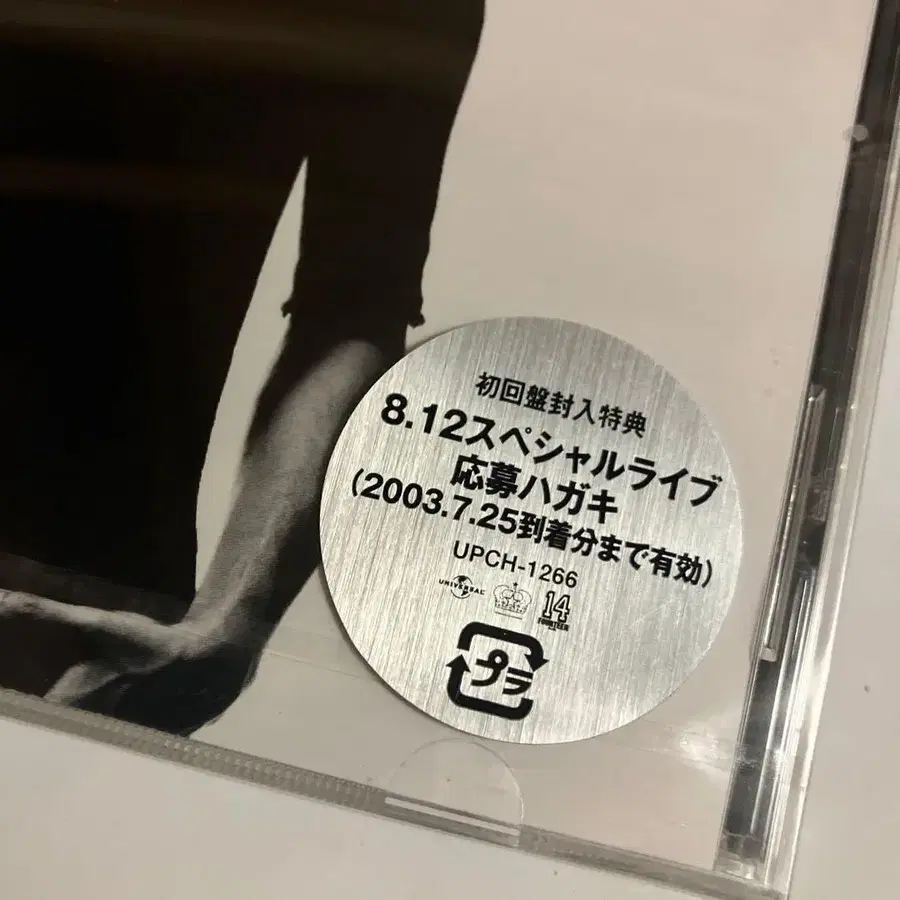 初回盤封入特典
8.12スペシャルライブ
応募ハガキ
(2003.7.25到着分まで有効)
UPCH-1266
UNIVERSAL
14
FOURTEEN
プラ